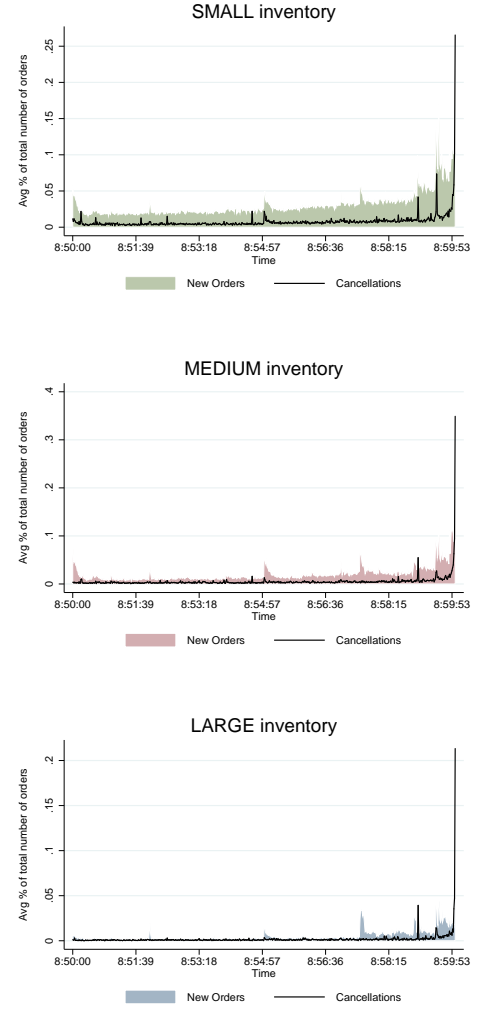 SMALL inventory
Avg % of total number of orders
.25
.2
.15
.1
.05
0
8:50:00 8:51:39 8:53:18 8:54:57 8:56:36 8:58:15 8:59:53
Time
New Orders Cancellations
MEDIUM inventory
Avg % of total number of orders
.4
.3
.2
.1
0
8:50:00 8:51:39 8:53:18 8:54:57 8:56:36 8:58:15 8:59:53
Time
New Orders Cancellations
LARGE inventory
Avg % of total number of orders
.2
.15
.1
.05
0
8:50:00 8:51:39 8:53:18 8:54:57 8:56:36 8:58:15 8:59:53
Time
New Orders Cancellations